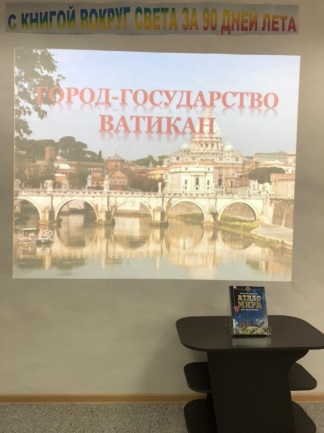 С КНИГОЙ ВОКРУГ СВЕТА ЗА 90 ДНЕЙ ЛЕТА
ГОРОД-ГОСУДАРСТВО
ВАТИКАН
АТЛАС
МИРА